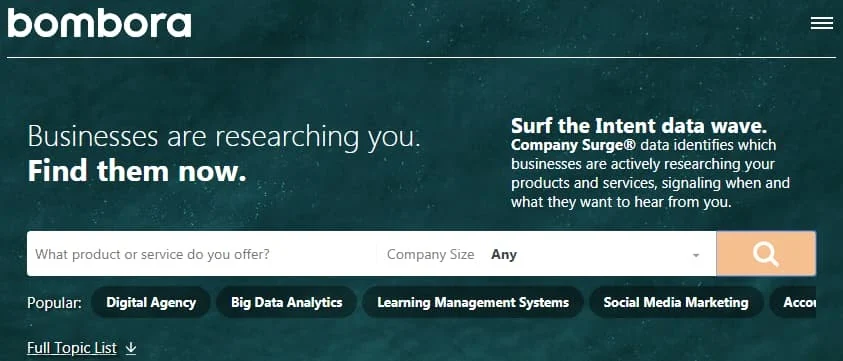 bombora
Businesses are researching you.
Find them now.
Surf the Intent data wave.
Company Surge® data identifies which
businesses are actively researching your
products and services, signaling when and
what they want to hear from you.
What product or service do you offer? Company Size Any
Popular: Digital Agency Big Data Analytics Learning Management Systems Social Media Marketing
Full Topic List